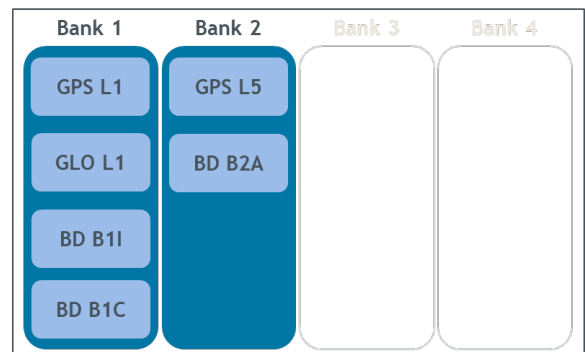 Bank 1 Bank 2 Bank 3 Bank 4
GPS L1 GPS L5
GLO L1 BD B2A
BD B1I
BD B1C